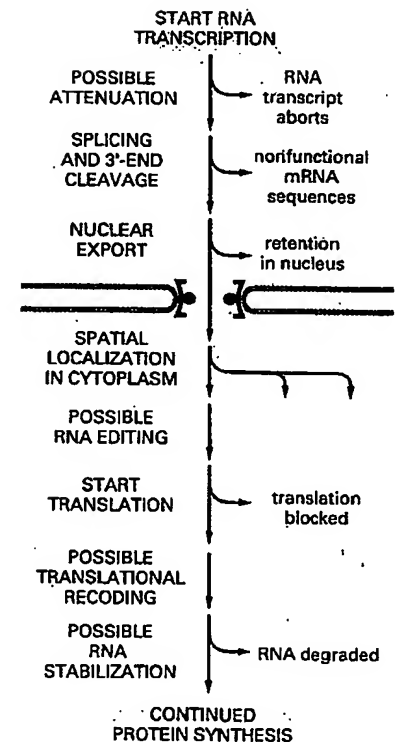 START RNA
TRANSCRIPTION
POSSIBLE
ATTENUATION
RNA
transcript
aborts
SPLICING
AND 3'-END
CLEAVAGE
norifunctional
mRNA
sequences
NUCLEAR
EXPORT
retention
in nucleus
SPATIAL
LOCALIZATION
IN CYTOPLASM
POSSIBLE
RNA EDITING
START
TRANSLATION
translation
blocked
POSSIBLE
TRANSLATIONAL
RECODING
POSSIBLE
RNA
STABILIZATION
RNA degraded
CONTINUED
PROTEIN SYNTHESIS